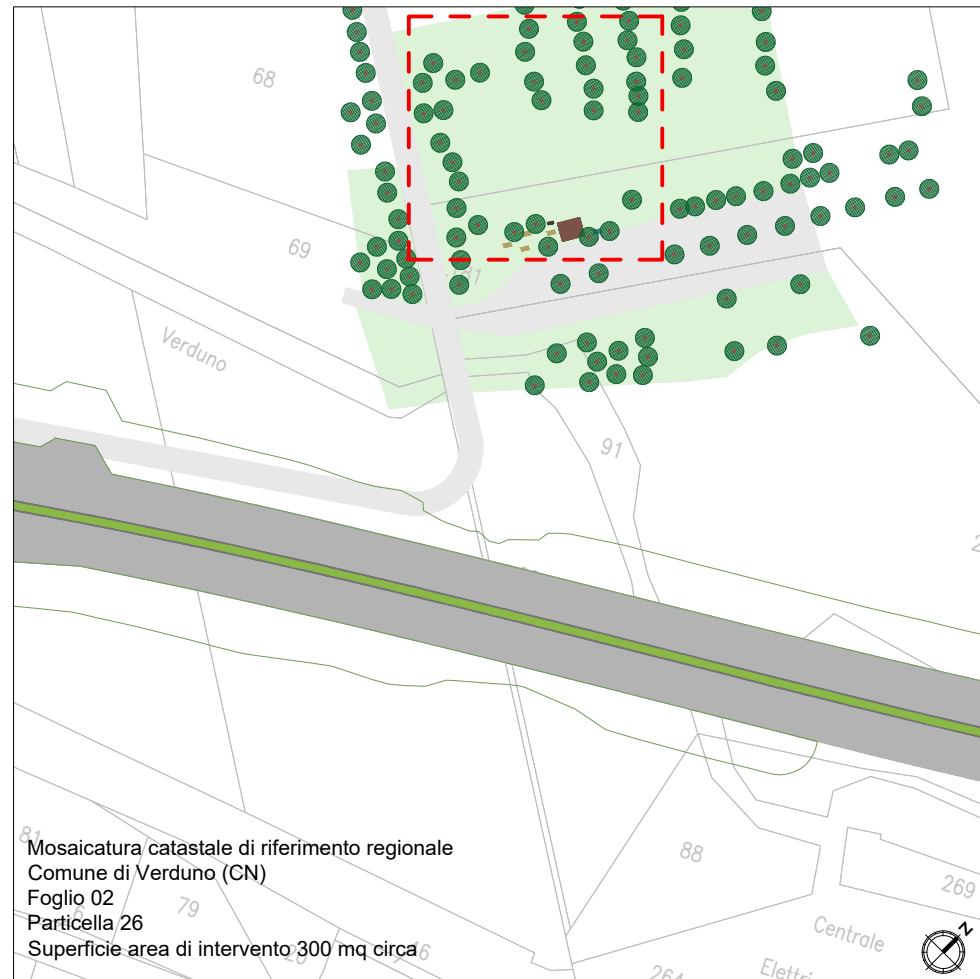 68
69
181
Verduno
91
81
Mosaicatura catastale di riferimento regionale
Comune di Verduno (CN)
Foglio 02
Particella 26
Superficie area di intervento 300 mq circa
79
88
269
Centrale
N